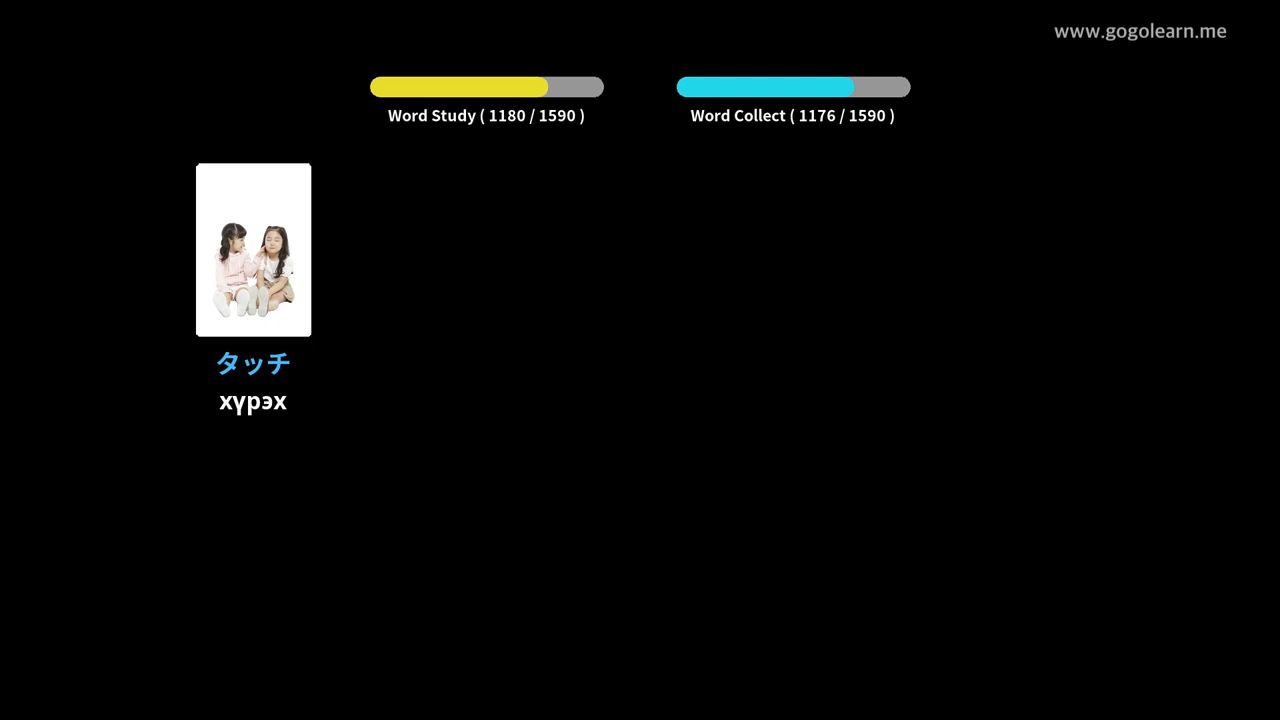 www.gogolearn.me
Word Study ( 1180 / 1590 )
Word Collect ( 1176 / 1590 )
タッチ
хүрэх